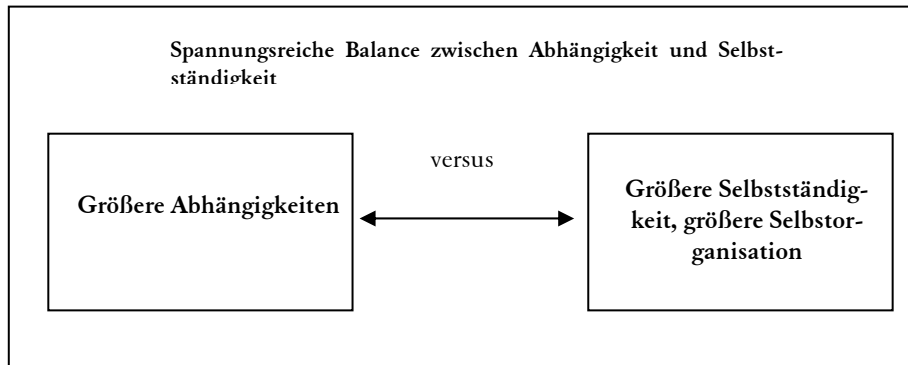 Spannungsreiche Balance zwischen Abhängigkeit und Selbst-
ständigkeit
versus
Größere Abhängigkeiten
Größere Selbstständig-
keit, größere Selbstor-
ganisation